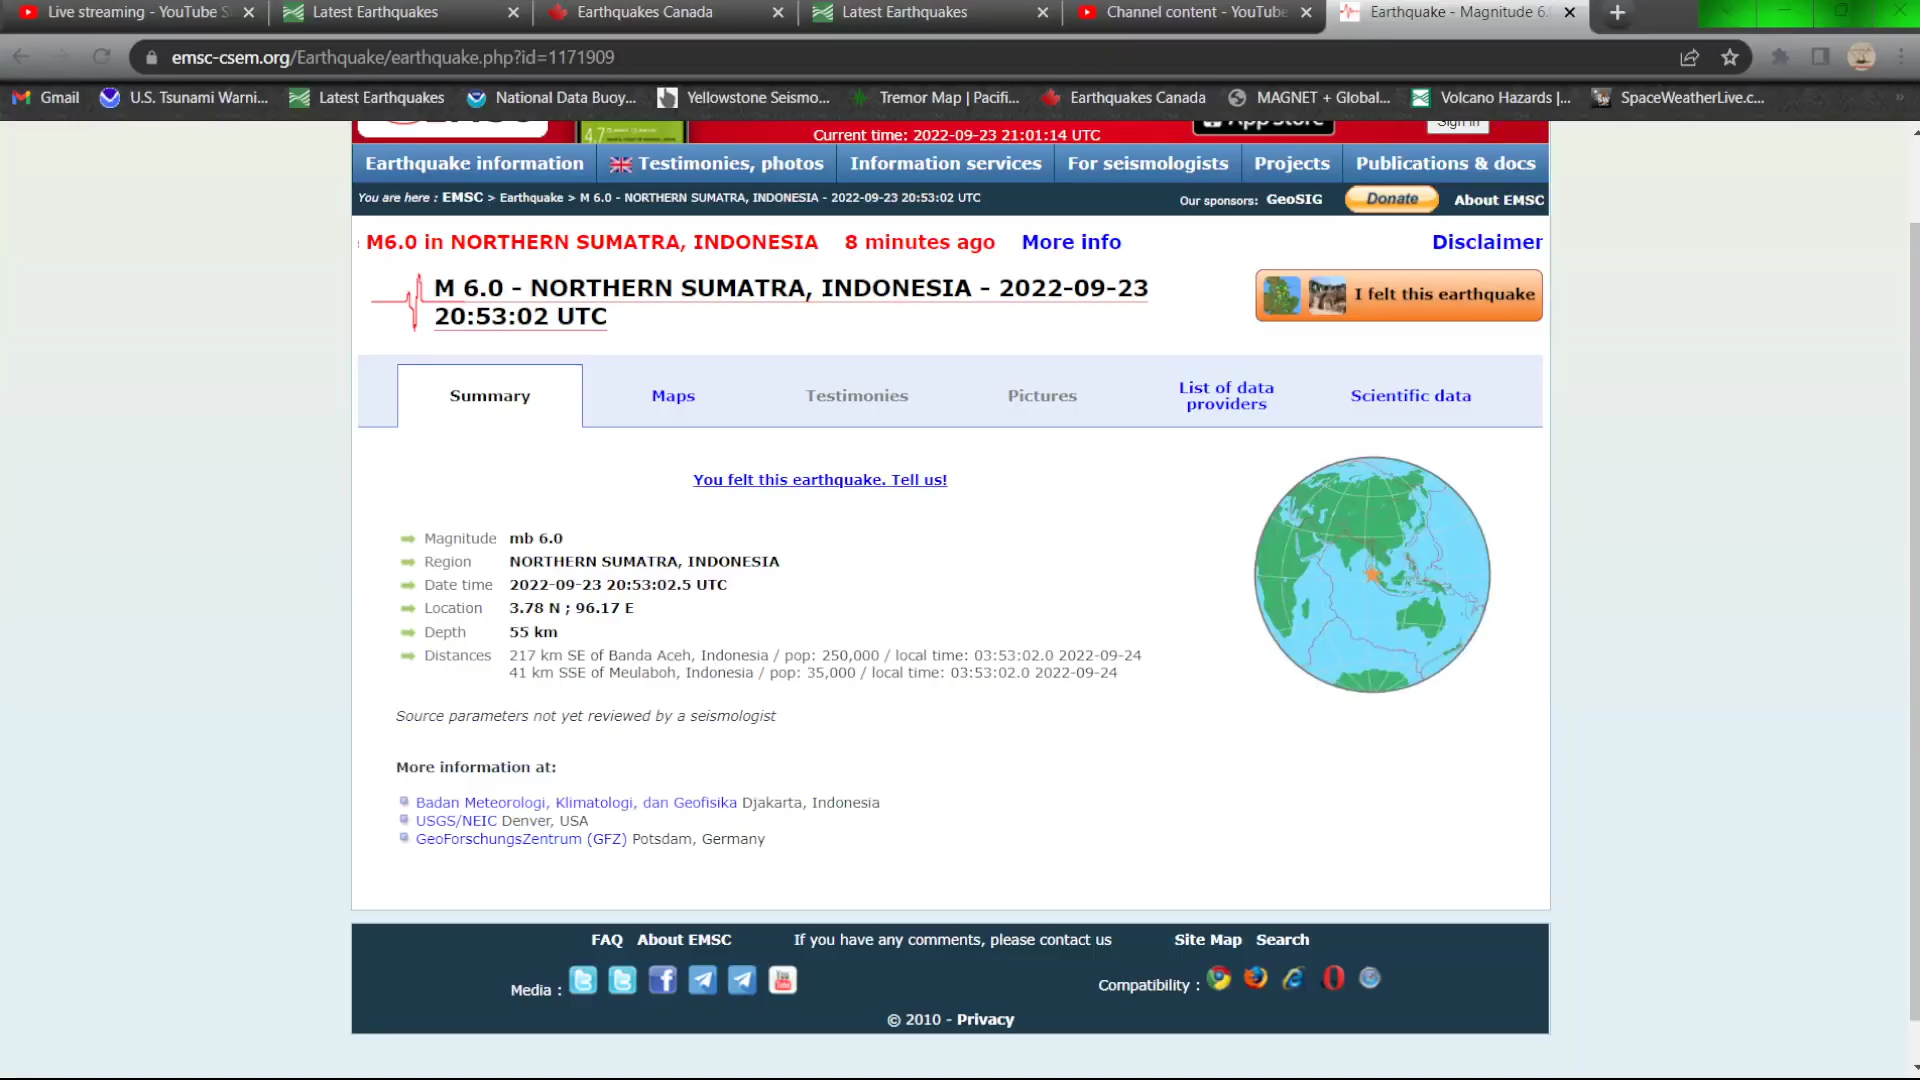 Live streaming - YouTube S
Latest Earthquakes
Earthquakes Canada
Latest Earthquakes
Channel content - YouTube
Earthquake - Magnitude 6.
emsc-csem.org/Earthquake/earthquake.php?id=1171909
Gmail
U.S. Tsunami Warni...
Latest Earthquakes
National Data Buoy...
Yellowstone Seismo...
Tremor Map | Pacifi...
Earthquakes Canada
MAGNET + Global...
Volcano Hazards |...
SpaceWeatherLive.c...
4.7
Current time: 2022-09-23 21:01:14 UTC
App Store
Sign in
Earthquake information
Testimonies, photos
Information services
For seismologists
Projects
Publications & docs
You are here : EMSC > Earthquake > M 6.0 - NORTHERN SUMATRA, INDONESIA - 2022-09-23 20:53:02 UTC
Our sponsors: GeoSIG
Donate
About EMSC
M6.0 in NORTHERN SUMATRA, INDONESIA 8 minutes ago More info
Disclaimer
M 6.0 - NORTHERN SUMATRA, INDONESIA - 2022-09-23
20:53:02 UTC
I felt this earthquake
Summary
Maps
Testimonies
Pictures
List of data
providers
Scientific data
You felt this earthquake. Tell us!
Magnitude mb 6.0
Region NORTHERN SUMATRA, INDONESIA
Date time 2022-09-23 20:53:02.5 UTC
Location 3.78 N ; 96.17 E
Depth 55 km
Distances 217 km SE of Banda Aceh, Indonesia / pop: 250,000 / local time: 03:53:02.0 2022-09-24
41 km SSE of Meulaboh, Indonesia / pop: 35,000 / local time: 03:53:02.0 2022-09-24
Source parameters not yet reviewed by a seismologist
More information at:
Badan Meteorologi, Klimatologi, dan Geofisika Djakarta, Indonesia
USGS/NEIC Denver, USA
GeoForschungsZentrum (GFZ) Potsdam, Germany
FAQ About EMSC
If you have any comments, please contact us
Site Map Search
Media :
Compatibility :
© 2010 - Privacy